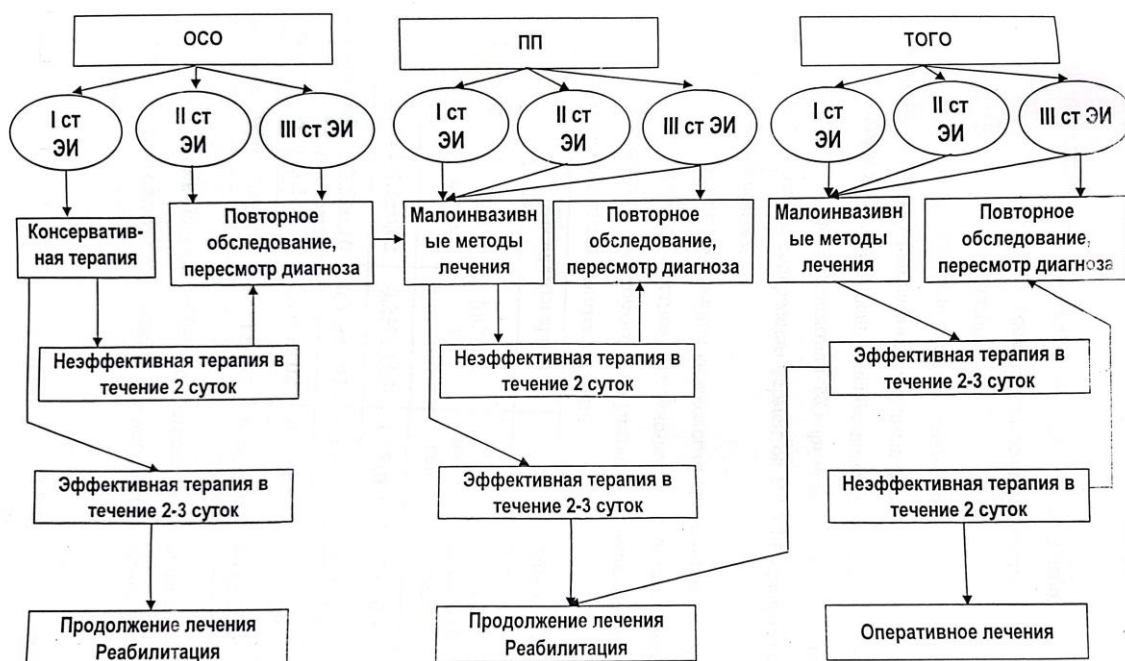 ОСО
ПП
ТОГО
I ст
ЭИ
II ст
ЭИ
III ст ЭИ
I ст
ЭИ
II ст
ЭИ
III ст ЭИ
I ст
ЭИ
II ст
ЭИ
III ст ЭИ
Консерватив-
ная терапия
Повторное
обследование,
пересмотр диагноза
Малоинвазивн
ые методы
лечения
Повторное
обследование,
пересмотр диагноза
Малоинвазивн
ые методы
лечения
Повторное
обследование,
пересмотр диагноза
Неэффективная терапия в
течение 2 суток
Неэффективная терапия в
течение 2 суток
Эффективная терапия в
течение 2-3 суток
Эффективная терапия в
течение 2-3 суток
Эффективная терапия в
течение 2-3 суток
Неэффективная терапия в
течение 2 суток
Продолжение лечения
Реабилитация
Продолжение лечения
Реабилитация
Оперативное лечения